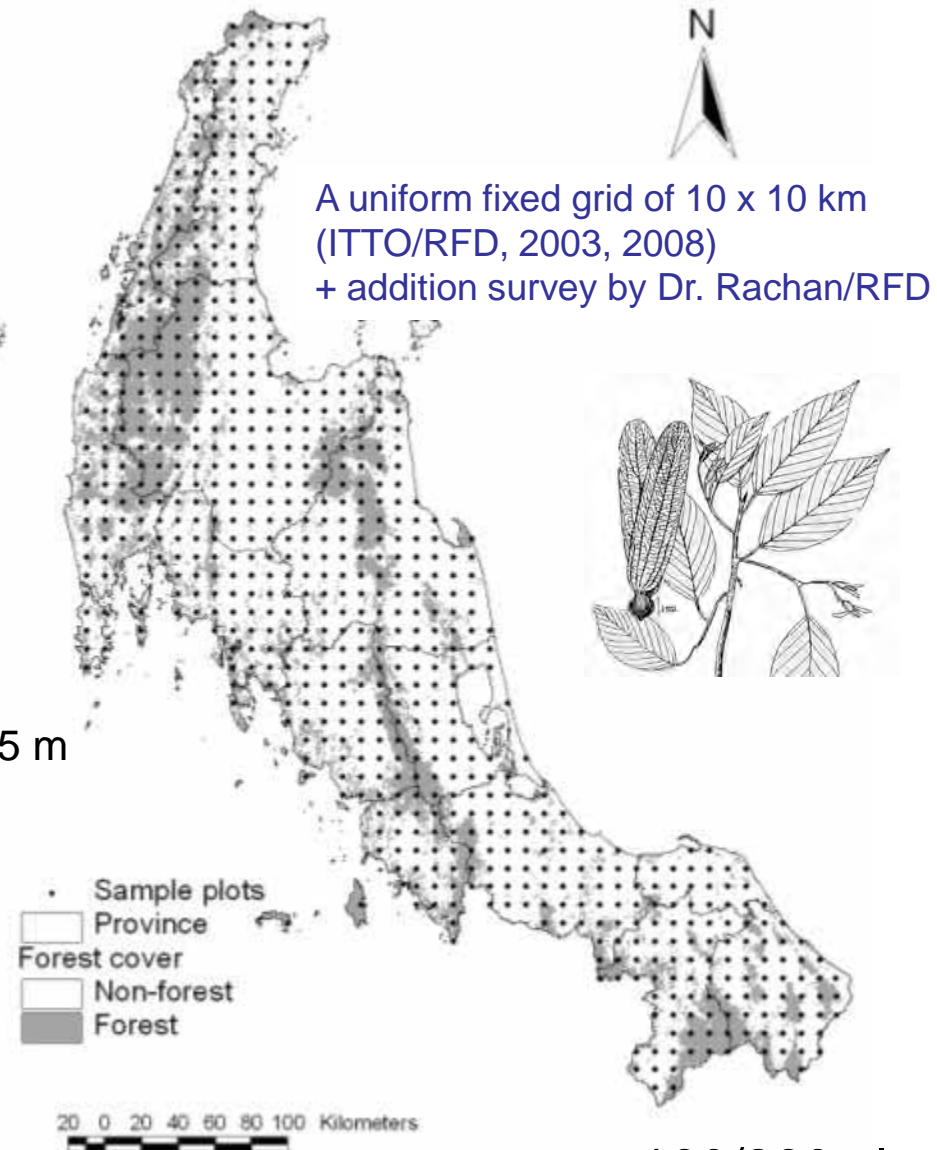 N
A uniform fixed grid of 10 x 10 km
(ITTO/RFD, 2003, 2008)
+ addition survey by Dr. Rachan/RFD
5 m
Sample plots
Province
Forest cover
Non-forest
Forest
20 0 20 40 60 80 100 Kilometers